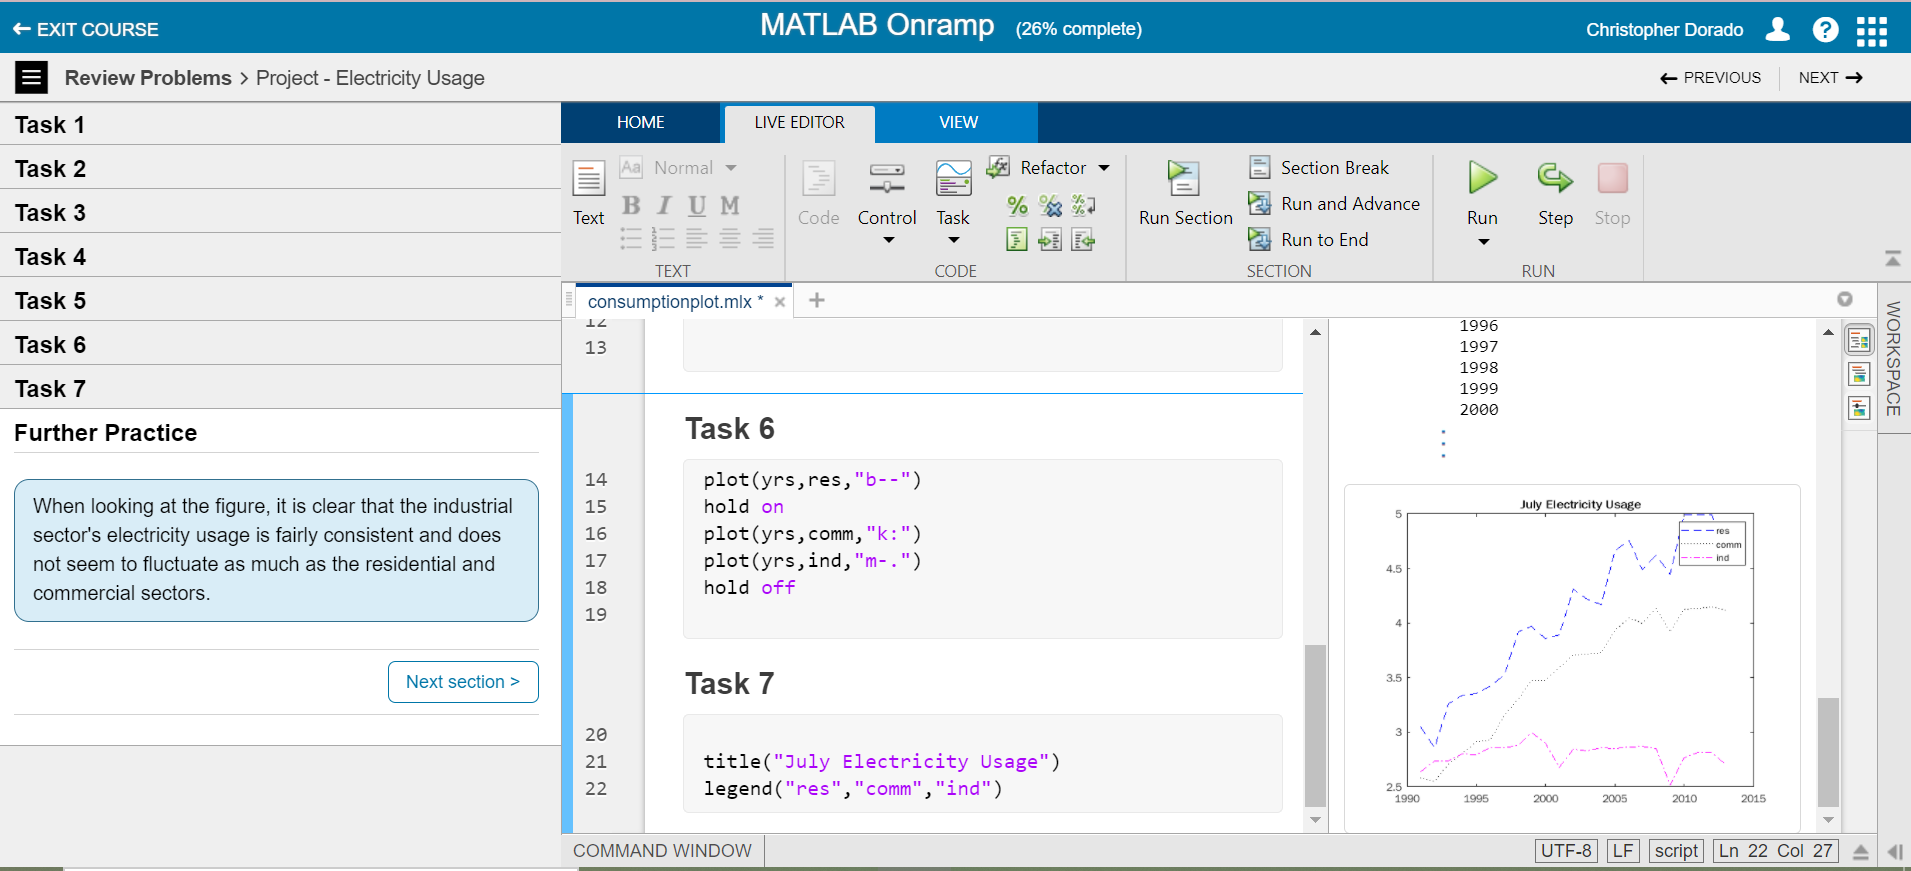 EXIT COURSE
MATLAB Onramp (26% complete)
Christopher Dorado
Review Problems > Project - Electricity Usage
PREVIOUS
NEXT
Task 1
Task 2
Task 3
Task 4
Task 5
Task 6
Task 7
Further Practice
When looking at the figure, it is clear that the industrial
sector's electricity usage is fairly consistent and does
not seem to fluctuate as much as the residential and
commercial sectors.
Next section >
HOME
LIVE EDITOR
VIEW
Text
Aa Normal
B I U M
TEXT
Code
Control
Task
Refactor
CODE
Run Section
Section Break
Run and Advance
Run to End
SECTION
Run
Step
Stop
RUN
consumptionplot.mlx *
12
13
Task 6
14 plot(yrs,res,"b--")
15 hold on
16 plot(yrs,comm,"k:")
17 plot(yrs,ind,"m-.")
18 hold off
19
Task 7
20
21 title("July Electricity Usage")
22 legend("res","comm","ind")
1996
1997
1998
1999
2000
July Electricity Usage
res
comm
ind
5
4.5
4
3.5
3
2.5
1990 1995 2000 2005 2010 2015
WORKSPACE
COMMAND WINDOW
UTF-8 LF script Ln 22 Col 27